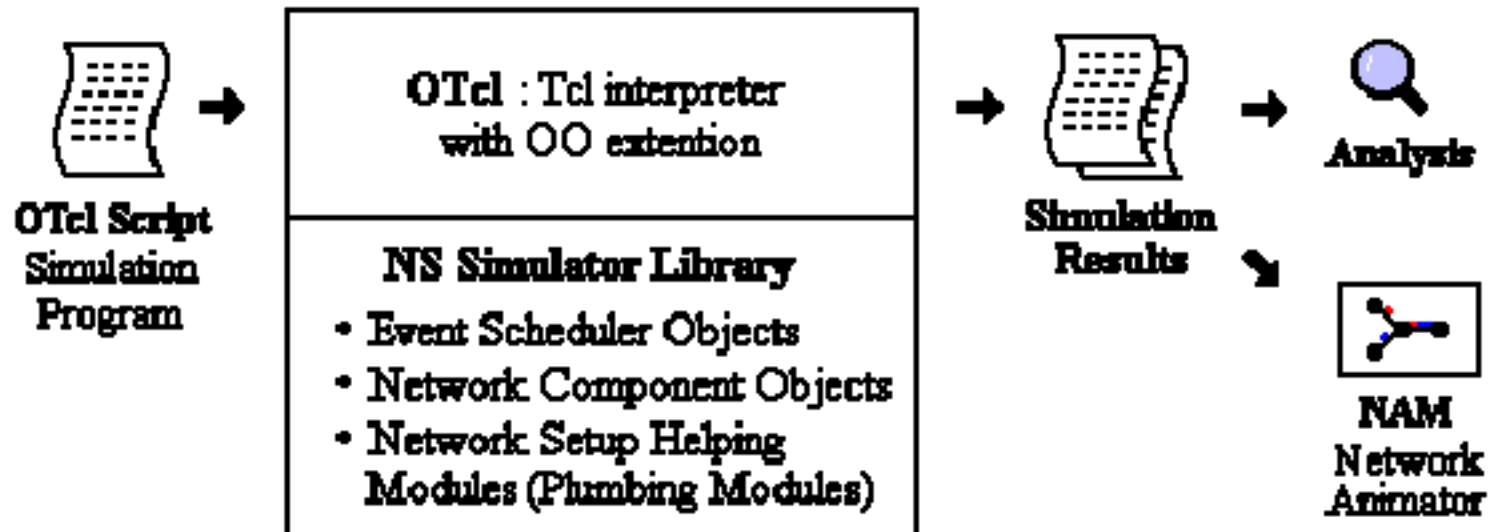 OTcl Script
Simulation
Program
OTcl : Tcl interpreter
with OO extention
NS Simulator Library
• Event Scheduler Objects
• Network Component Objects
• Network Setup Helping
Modules (Plumbing Modules)
Simulation
Results
Analysis
NAM
Network
Animator